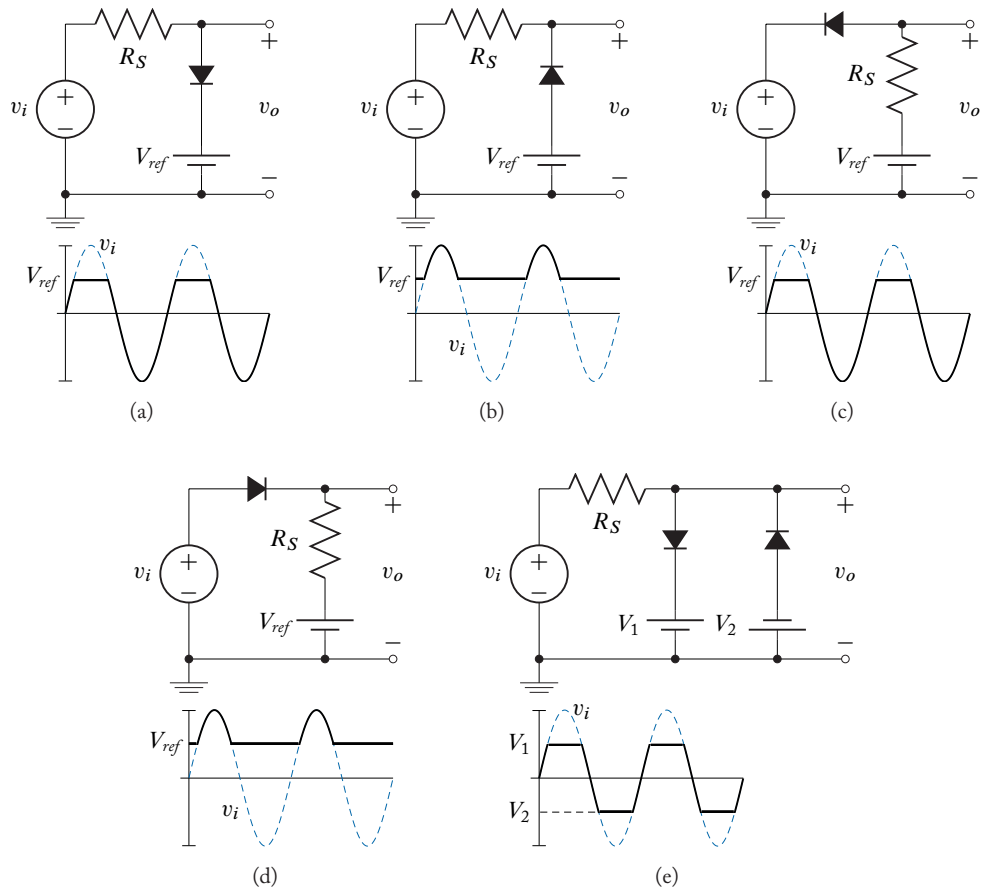 + + +
R_S R_S R_S
v_i + − v_o v_i + − v_o v_i + − v_o
V_ref V_ref V_ref
− − −
v_i v_i
V_ref V_ref V_ref
v_i
(a) (b) (c)
+ +
R_S R_S
v_i + − v_o v_i + − v_o
V_ref V_1 V_2
− −
v_i
V_ref V_1
v_i V_2
(d) (e)